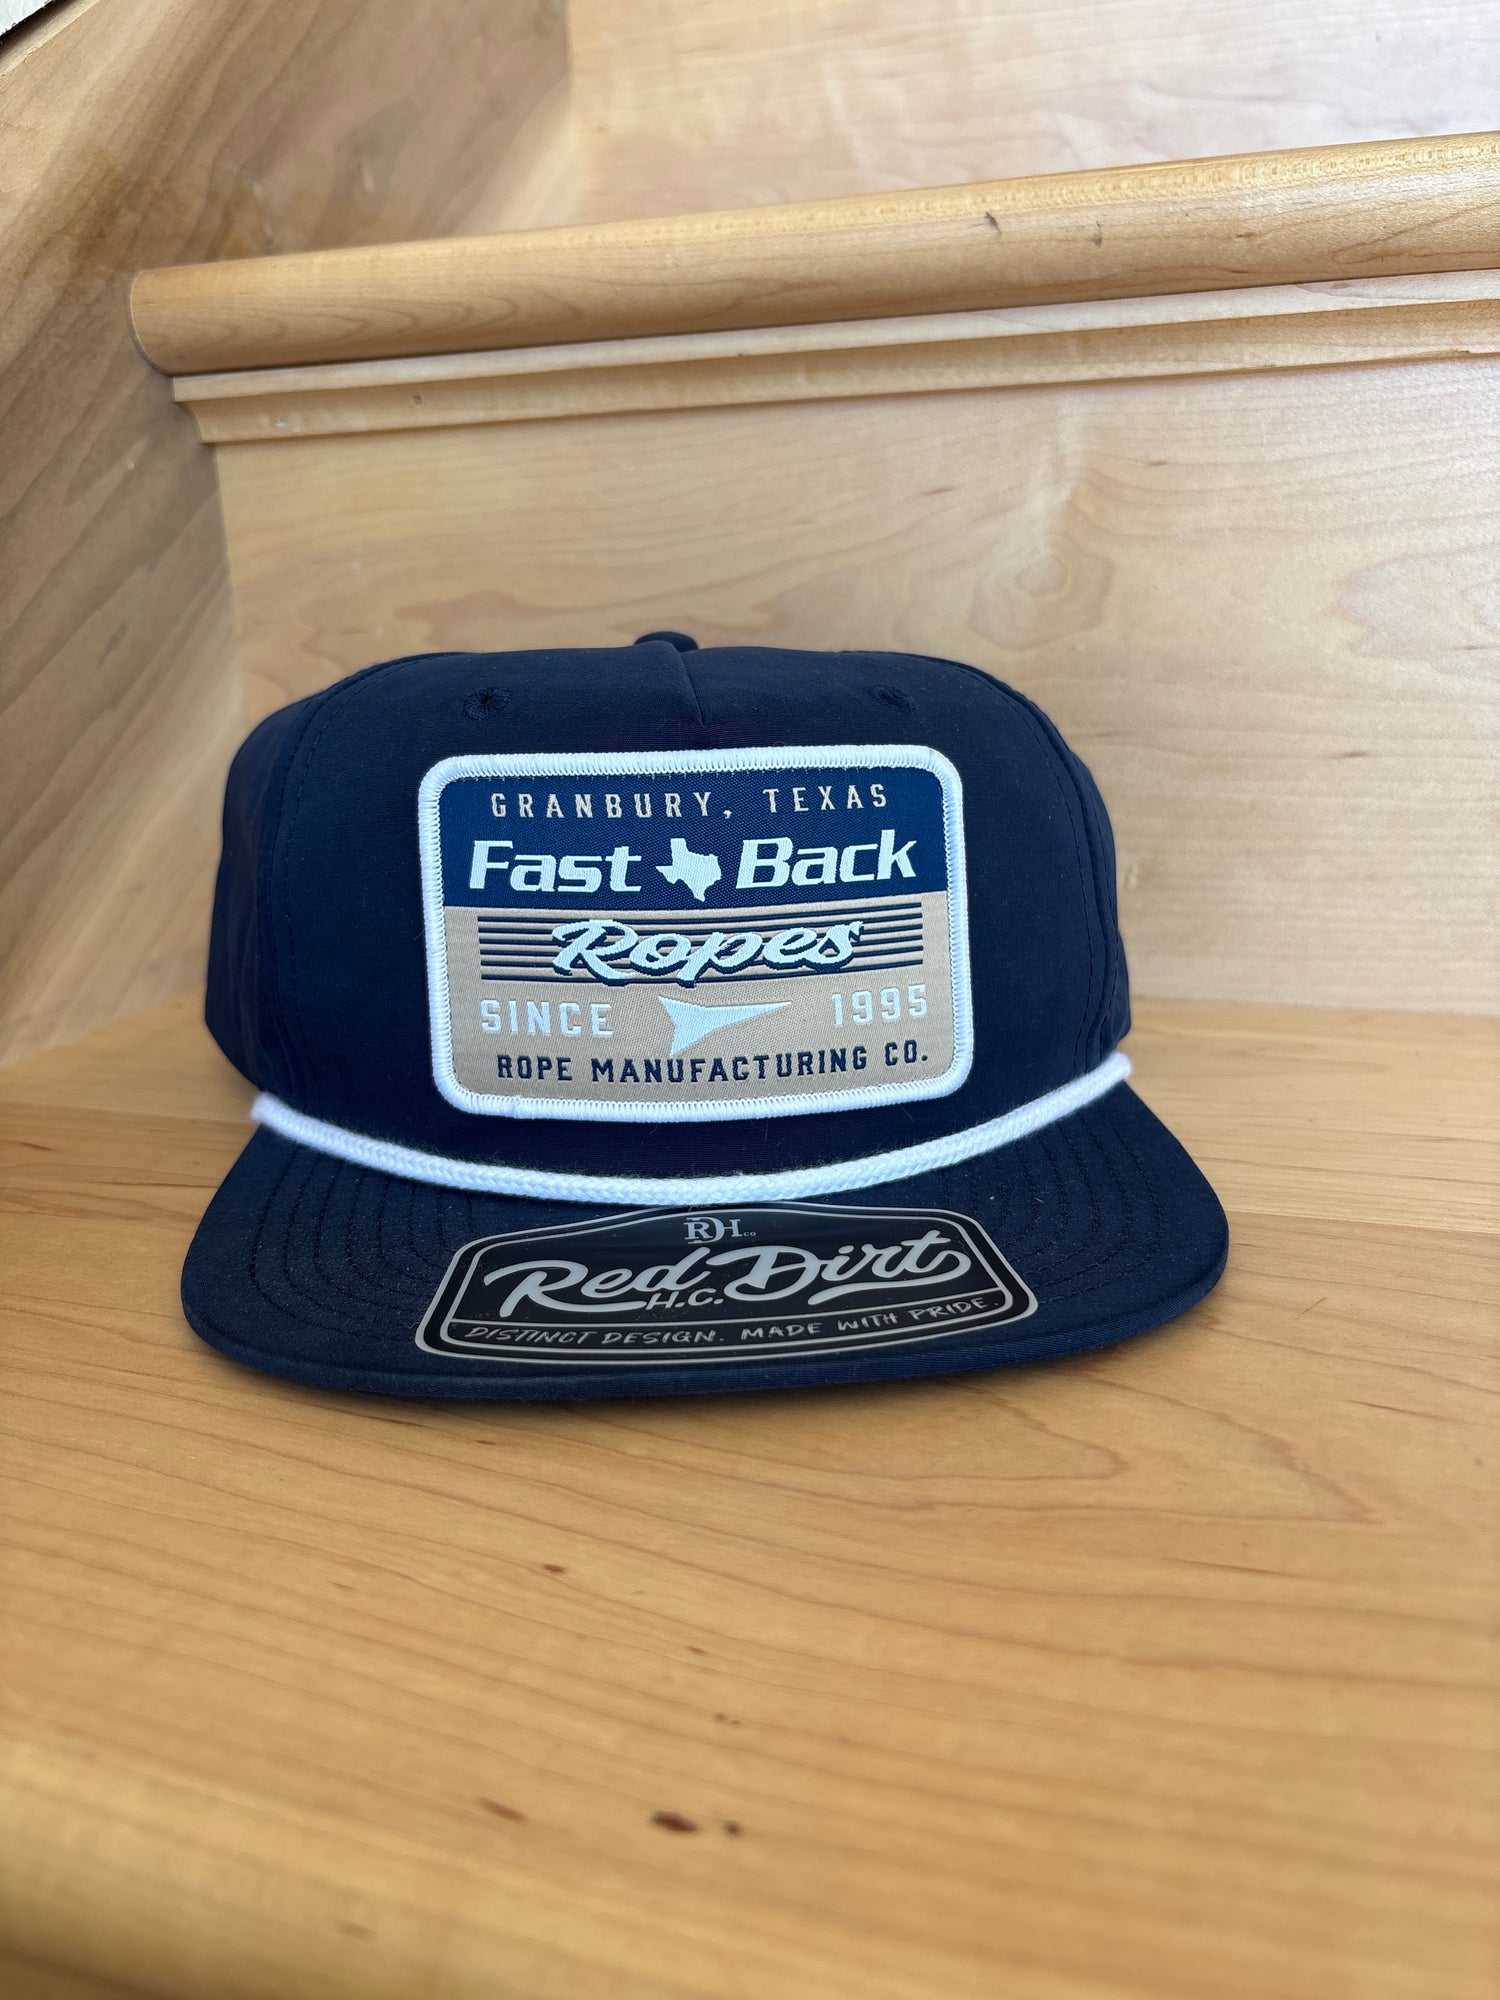 GRANBURY, TEXAS
Fast Back
Ropes
SINCE 1995
ROPE MANUFACTURING CO.
RDH CO
Red Dirt
H.C.
DISTINCT DESIGN. MADE WITH PRIDE.